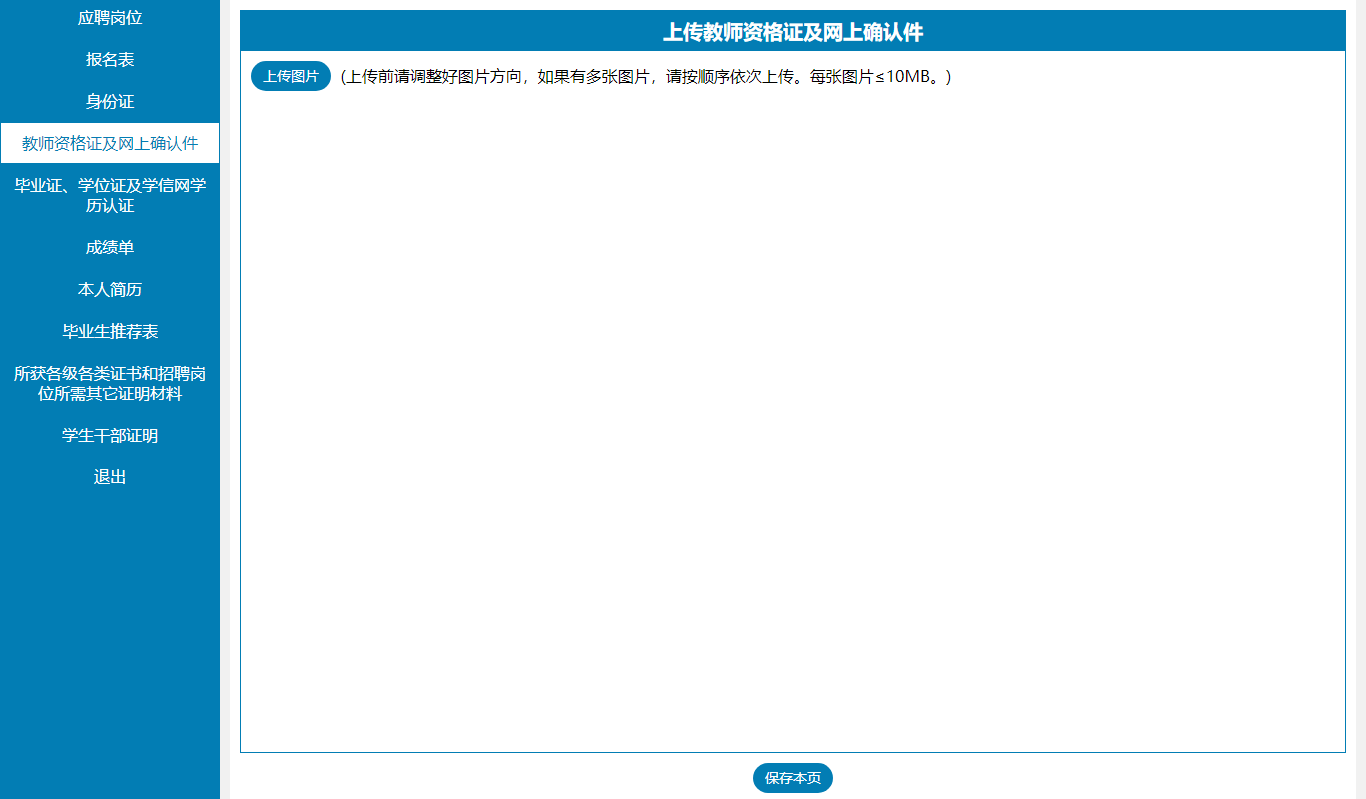 应聘岗位
报名表
身份证
教师资格证及网上确认件
毕业证、学位证及学信网学
历认证
成绩单
本人简历
毕业生推荐表
所获各级各类证书和招聘岗
位所需其它证明材料
学生干部证明
退出
上传教师资格证及网上确认件
上传图片 (上传前请调整好图片方向，如果有多张图片，请按顺序依次上传。每张图片≤10MB。)
保存本页